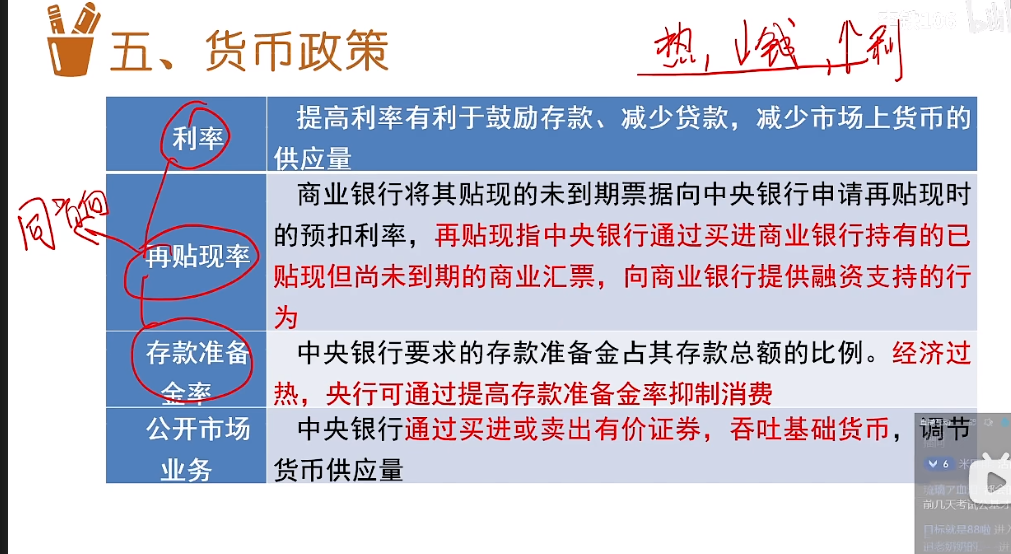 五、货币政策
热，↓钱，↑利
利率
提高利率有利于鼓励存款、减少贷款，减少市场上货币的
供应量
同向
再贴现率
商业银行将其贴现的未到期票据向中央银行申请再贴现时
的预扣利率，再贴现指中央银行通过买进商业银行持有的已
贴现但尚未到期的商业汇票，向商业银行提供融资支持的行
为
存款准备
金率
中央银行要求的存款准备金占其存款总额的比例。经济过
热，央行可通过提高存款准备金率抑制消费
公开市场
业务
中央银行通过买进或卖出有价证券，吞吐基础货币，调节
货币供应量
6